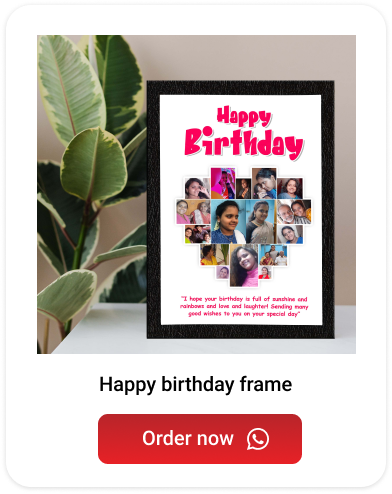 Happy
Birthday
"I hope your birthday is full of sunshine and
rainbows and love and laughter! Sending many
good wishes to you on your special day"
Happy birthday frame
Order now